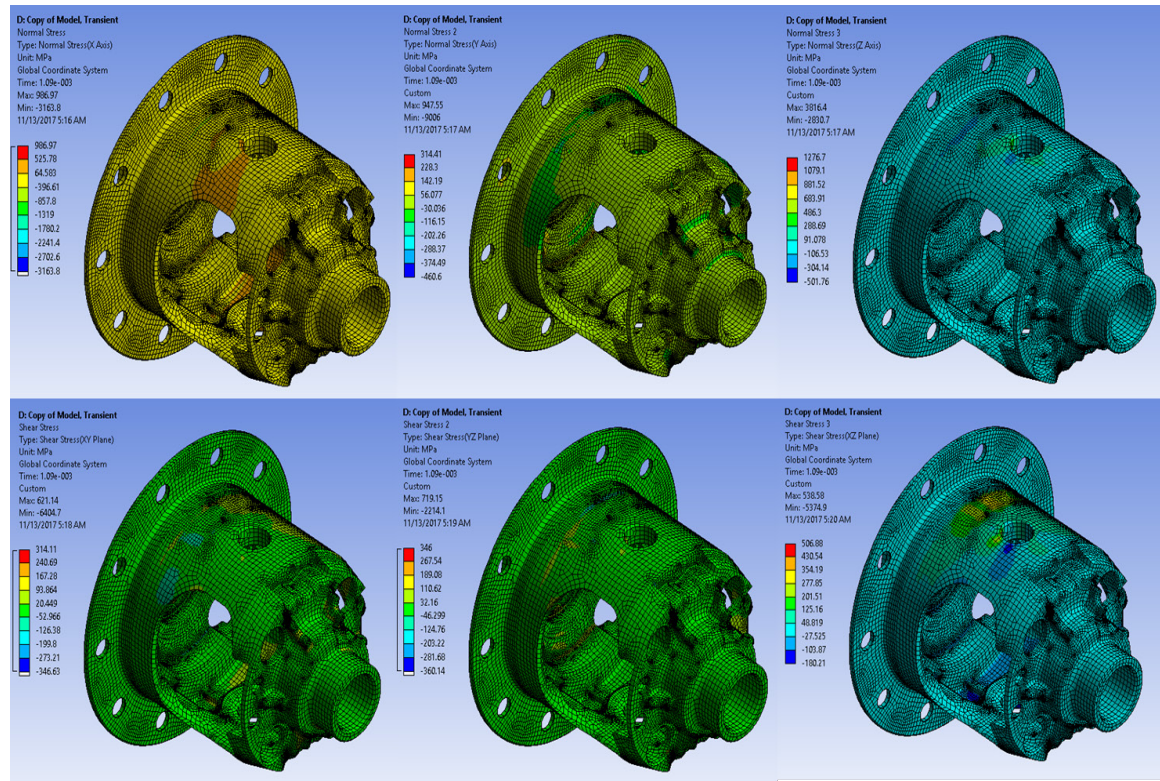 D: Copy of Model, Transient
Normal Stress
Type: Normal Stress(X Axis)
Unit: MPa
Global Coordinate System
Time: 1.09e-003
Max: 986.97
Min: -3163.8
11/13/2017 5:16 AM
986.97
525.78
64.583
-396.61
-857.8
-1319
-1780.2
-2241.4
-2702.6
-3163.8
D: Copy of Model, Transient
Normal Stress 2
Type: Normal Stress(Y Axis)
Unit: MPa
Global Coordinate System
Time: 1.09e-003
Custom
Max: 947.55
Min: -9006
11/13/2017 5:17 AM
314.41
228.3
142.19
56.077
-30.036
-116.15
-202.26
-288.37
-374.49
-460.6
D: Copy of Model, Transient
Normal Stress 3
Type: Normal Stress(Z Axis)
Unit: MPa
Global Coordinate System
Time: 1.09e-003
Custom
Max: 3816.4
Min: -2830.7
11/13/2017 5:17 AM
1276.7
1079.1
881.52
683.91
486.3
288.69
91.078
-106.53
-304.14
-501.76
D: Copy of Model, Transient
Shear Stress
Type: Shear Stress(XY Plane)
Unit: MPa
Global Coordinate System
Time: 1.09e-003
Custom
Max: 621.14
Min: -6404.7
11/13/2017 5:18 AM
314.11
240.69
167.28
93.864
20.449
-52.966
-126.38
-199.8
-273.21
-346.63
D: Copy of Model, Transient
Shear Stress 2
Type: Shear Stress(YZ Plane)
Unit: MPa
Global Coordinate System
Time: 1.09e-003
Custom
Max: 719.15
Min: -2214.1
11/13/2017 5:19 AM
346
267.54
189.08
110.62
32.16
-46.299
-124.76
-203.22
-281.68
-360.14
D: Copy of Model, Transient
Shear Stress 3
Type: Shear Stress(XZ Plane)
Unit: MPa
Global Coordinate System
Time: 1.09e-003
Custom
Max: 538.58
Min: -5374.9
11/13/2017 5:20 AM
506.88
430.54
354.19
277.85
201.51
125.16
48.819
-27.525
-103.87
-180.21